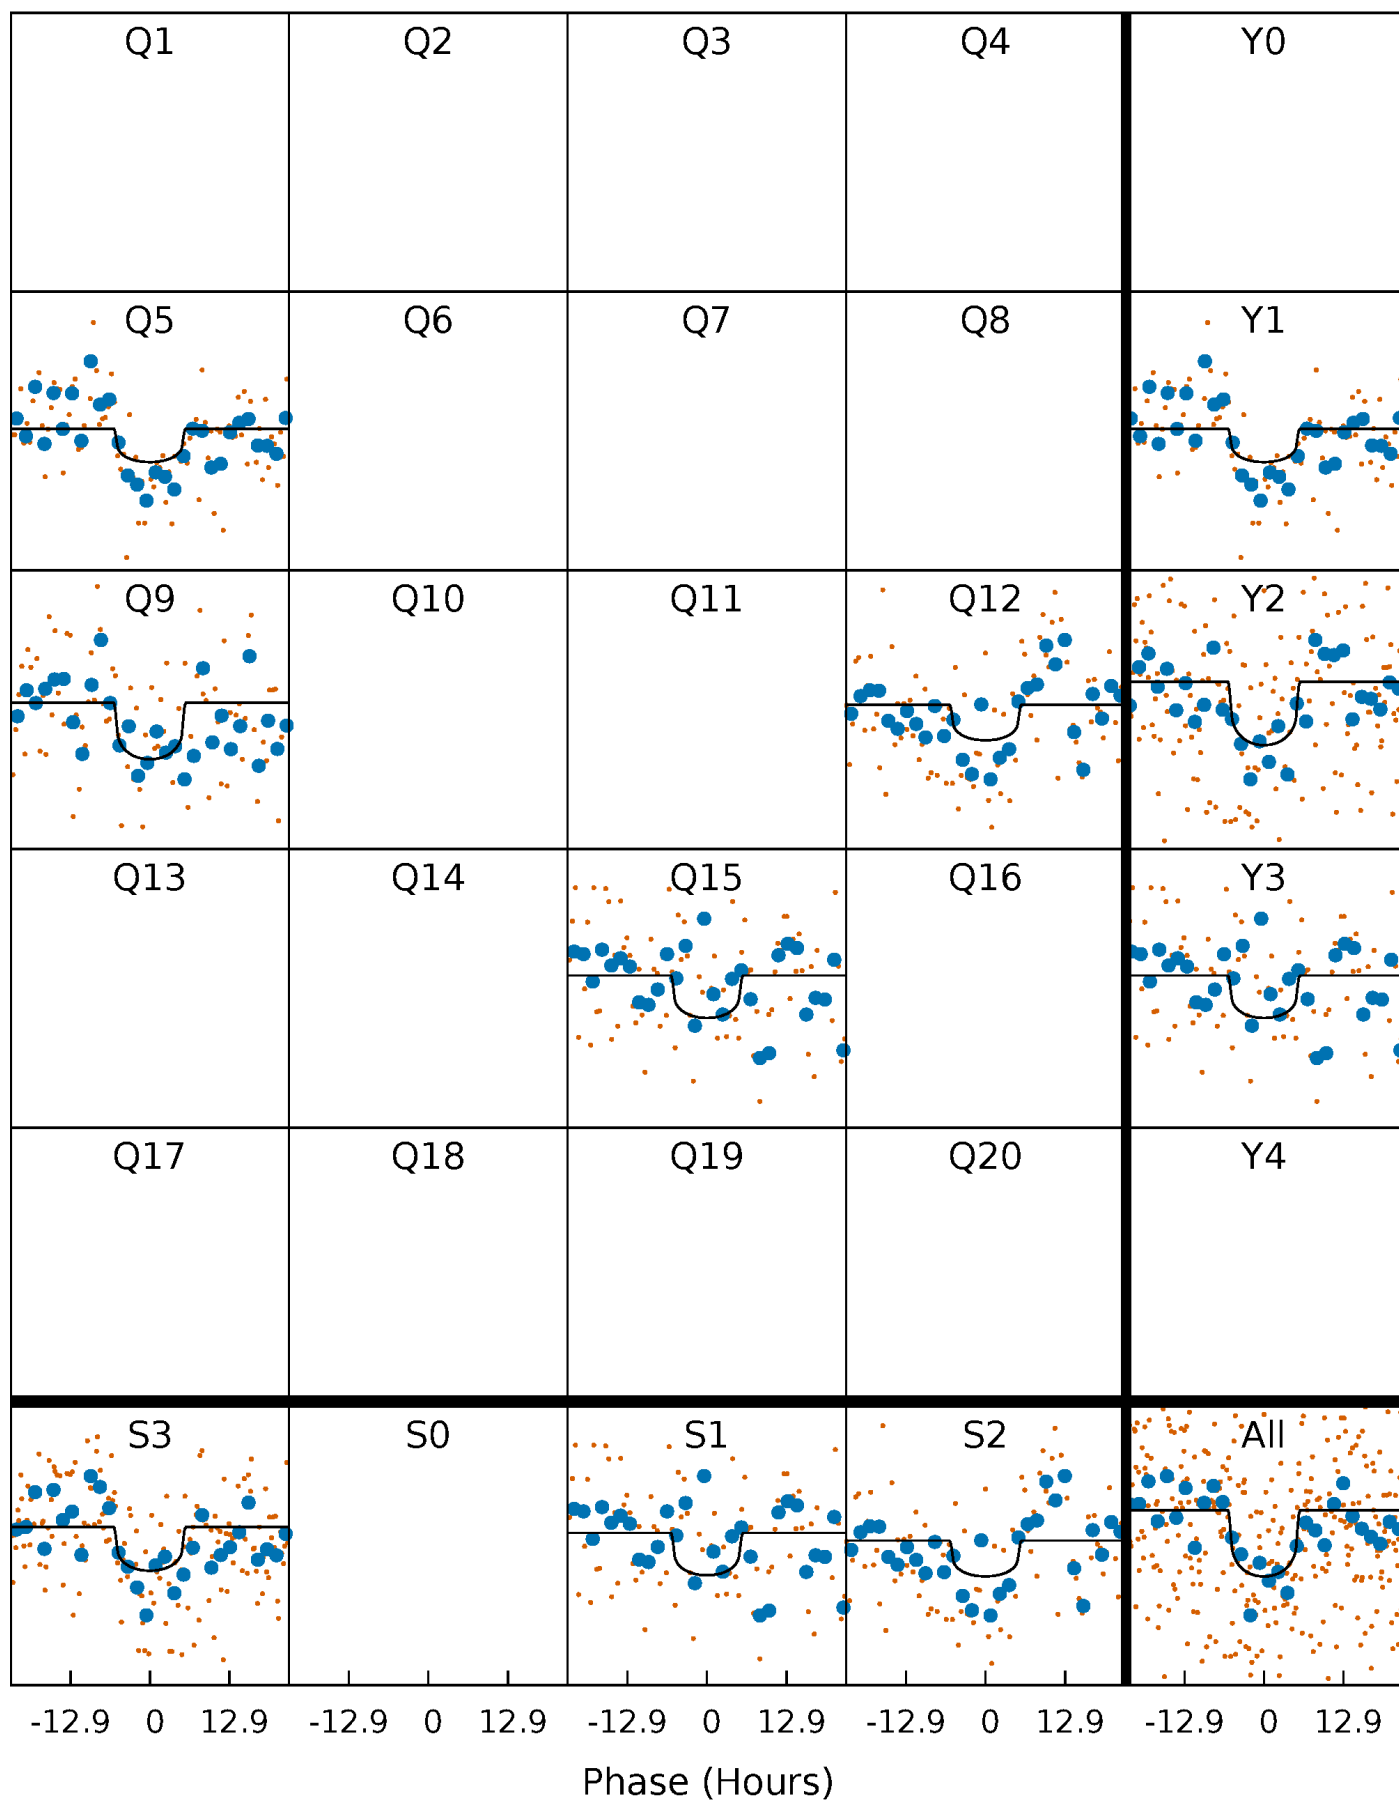 Q1 Q2 Q3 Q4 Y0
Q5 Q6 Q7 Q8 Y1
Q9 Q10 Q11 Q12 Y2
Q13 Q14 Q15 Q16 Y3
Q17 Q18 Q19 Q20 Y4
S3 S0 S1 S2 All
-12.9 0 12.9 -12.9 0 12.9 -12.9 0 12.9 -12.9 0 12.9 -12.9 0 12.9
Phase (Hours)